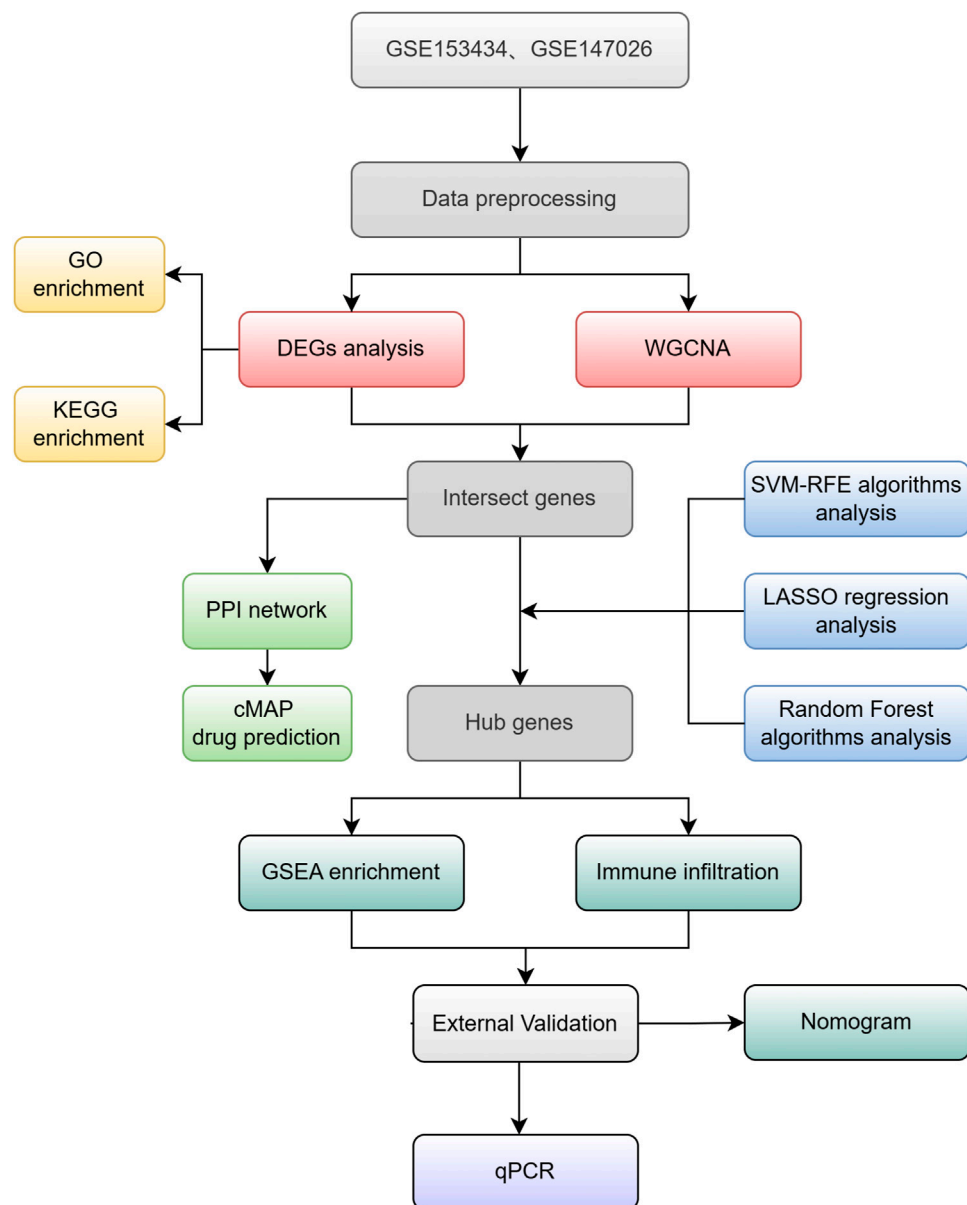 GSE153434、GSE147026
Data preprocessing
GO
enrichment
DEGs analysis
WGCNA
KEGG
enrichment
Intersect genes
SVM-RFE algorithms
analysis
PPI network
LASSO regression
analysis
cMAP
drug prediction
Hub genes
Random Forest
algorithms analysis
GSEA enrichment
Immune infiltration
External Validation
Nomogram
qPCR